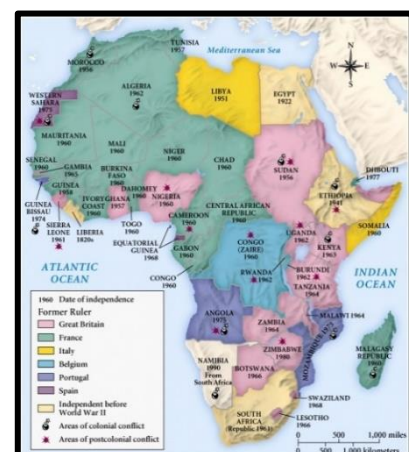 Mediterranean Sea
TUNISIA
1957
MOROCCO
1956
ALGERIA
1962
LIBYA
1951
EGYPT
1922
WESTERN
SAHARA
1975
MAURITANIA
1960
MALI
1960
NIGER
1960
CHAD
1960
SUDAN
1956
DJIBOUTI
1977
ETHIOPIA
1941
SENEGAL
1960
GAMBIA
1965
BURKINA
FASO
1960
GUINEA
1958
GUINEA
BISSAU
1974
SIERRA
LEONE
1961
IVORY
COAST
1960
LIBERIA
1820s
GHANA
1957
TOGO
1960
DAHOMEY
1960
NIGERIA
1960
CAMEROON
1960
CENTRAL AFRICAN
REPUBLIC
1960
EQUATORIAL
GUINEA
1968
GABON
1960
CONGO
1960
CONGO
(ZAIRE)
1960
UGANDA
1962
KENYA
1963
SOMALIA
1960
RWANDA
1962
BURUNDI
1962
TANZANIA
1964
ATLANTIC
OCEAN
INDIAN
OCEAN
ANGOLA
1975
ZAMBIA
1964
MALAWI 1964
MOZAMBIQUE 1975
ZIMBABWE
1980
MALAGASY
REPUBLIC
1960
NAMIBIA
1990
From
South Africa
BOTSWANA
1966
SWAZILAND
1968
LESOTHO
1966
SOUTH
AFRICA
Republic 1961
1960 Date of independence
Former Ruler
Great Britain
France
Italy
Belgium
Portugal
Spain
Independent before
World War II
Areas of colonial conflict
Areas of postcolonial conflict
0 500 1,000 miles
0 500 1,000 kilometers